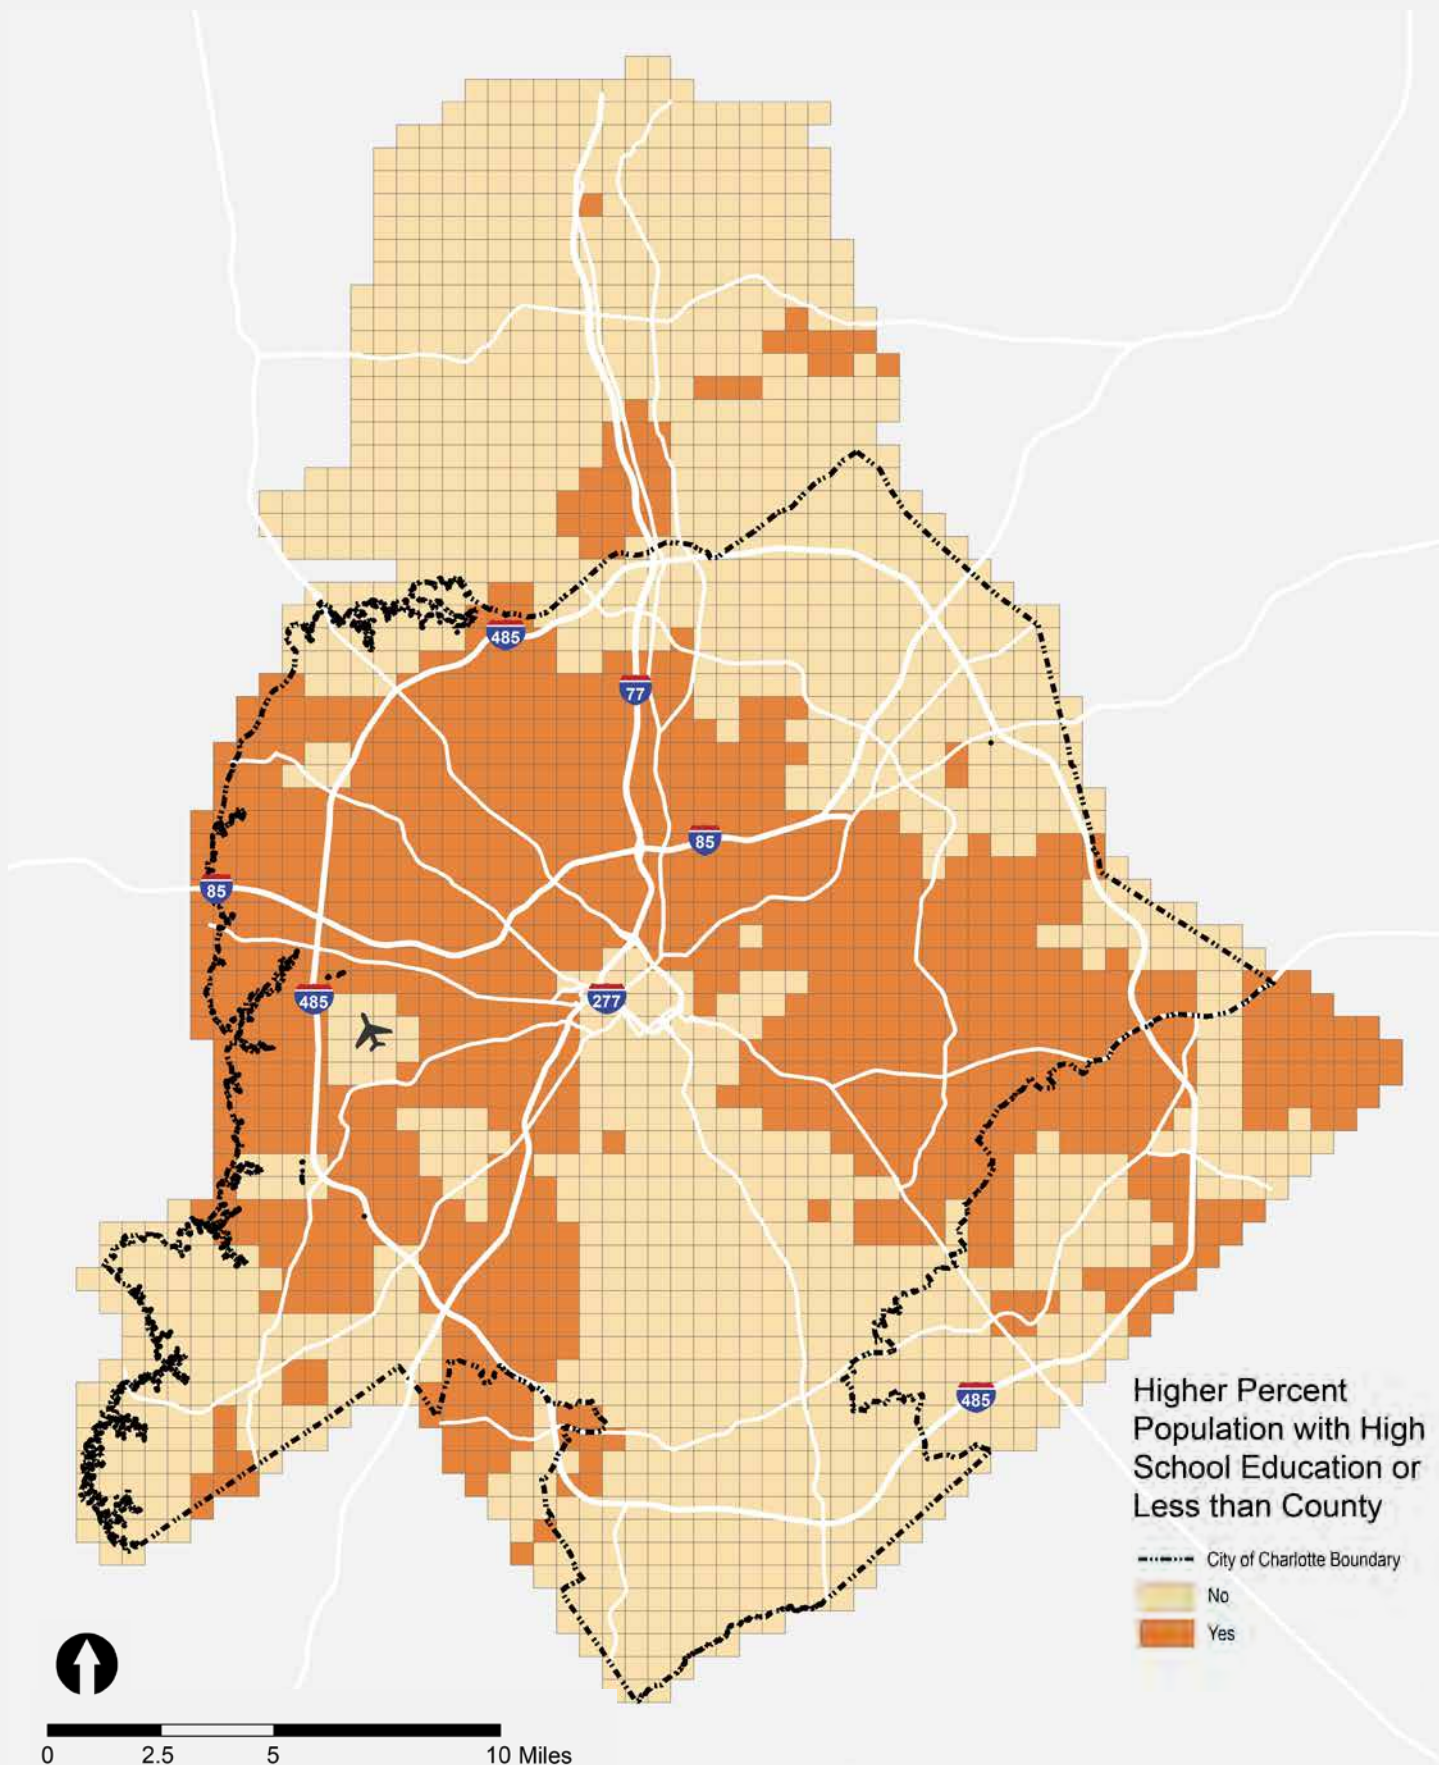 485
77
85
85
485
277
485
Higher Percent
Population with High
School Education or
Less than County
City of Charlotte Boundary
No
Yes
0 2.5 5 10 Miles